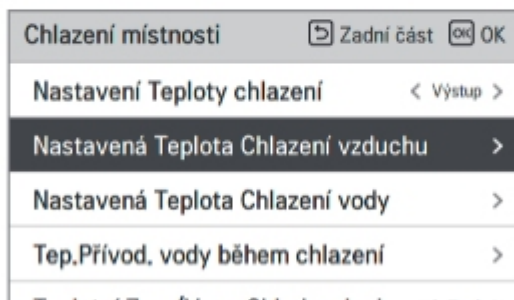 Chlazení místnosti Zadní část OK OK
Nastavení Teploty chlazení < Výstup >
Nastavená Teplota Chlazení vzduchu >
Nastavená Teplota Chlazení vody >
Tep.Přívod. vody během chlazení >